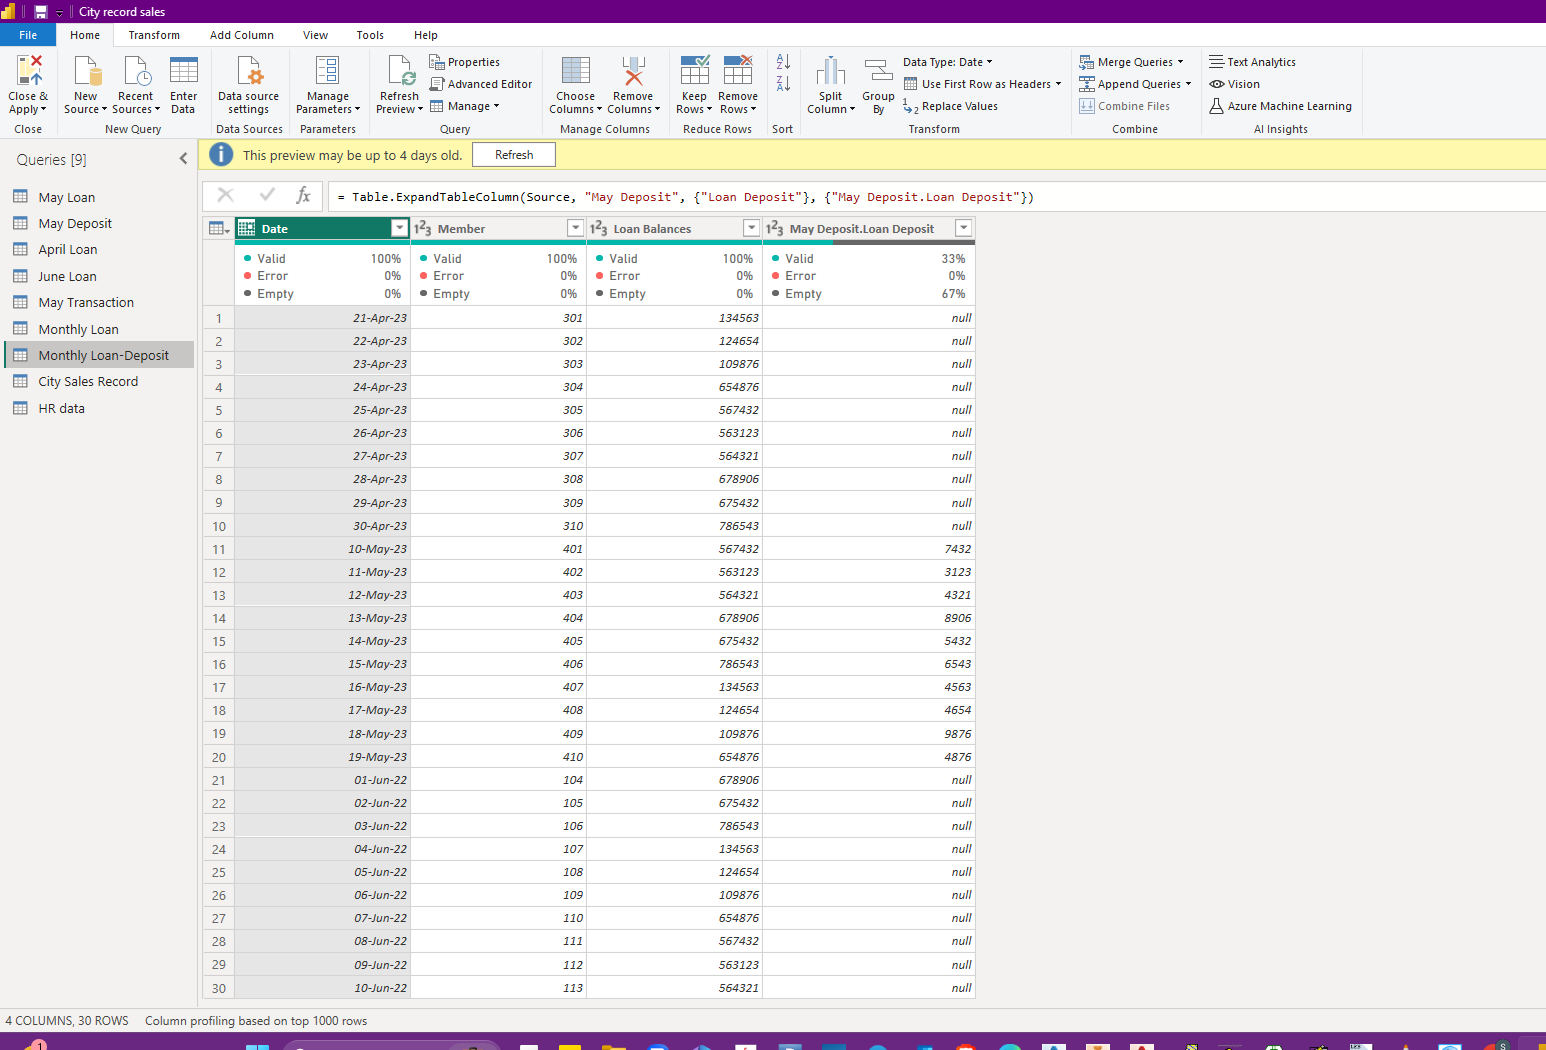 City record sales
File Home Transform Add Column View Tools Help
Close & Apply New Source Recent Sources Enter Data Data source settings Manage Parameters Refresh Preview Properties Advanced Editor Manage Choose Columns Remove Columns Keep Rows Remove Rows Split Column Group By Data Type: Date Use First Row as Headers Replace Values Merge Queries Append Queries Combine Files Text Analytics Vision Azure Machine Learning
Close New Query Data Sources Parameters Query Manage Columns Reduce Rows Sort Transform Combine AI Insights
Queries [9]
This preview may be up to 4 days old. Refresh
May Loan
May Deposit
April Loan
June Loan
May Transaction
Monthly Loan
Monthly Loan-Deposit
City Sales Record
HR data
fx = Table.ExpandTableColumn(Source, "May Deposit", {"Loan Deposit"}, {"May Deposit.Loan Deposit"})
Date Member Loan Balances May Deposit.Loan Deposit
Valid 100% Valid 100% Valid 100% Valid 33%
Error 0% Error 0% Error 0% Error 0%
Empty 0% Empty 0% Empty 0% Empty 67%
1 21-Apr-23 301 134563 null
2 22-Apr-23 302 124654 null
3 23-Apr-23 303 109876 null
4 24-Apr-23 304 654876 null
5 25-Apr-23 305 567432 null
6 26-Apr-23 306 563123 null
7 27-Apr-23 307 564321 null
8 28-Apr-23 308 678906 null
9 29-Apr-23 309 675432 null
10 30-Apr-23 310 786543 null
11 10-May-23 401 567432 7432
12 11-May-23 402 563123 3123
13 12-May-23 403 564321 4321
14 13-May-23 404 678906 8906
15 14-May-23 405 675432 5432
16 15-May-23 406 786543 6543
17 16-May-23 407 134563 4563
18 17-May-23 408 124654 4654
19 18-May-23 409 109876 9876
20 19-May-23 410 654876 4876
21 01-Jun-22 104 678906 null
22 02-Jun-22 105 675432 null
23 03-Jun-22 106 786543 null
24 04-Jun-22 107 134563 null
25 05-Jun-22 108 124654 null
26 06-Jun-22 109 109876 null
27 07-Jun-22 110 654876 null
28 08-Jun-22 111 567432 null
29 09-Jun-22 112 563123 null
30 10-Jun-22 113 564321 null
4 COLUMNS, 30 ROWS Column profiling based on top 1000 rows
1